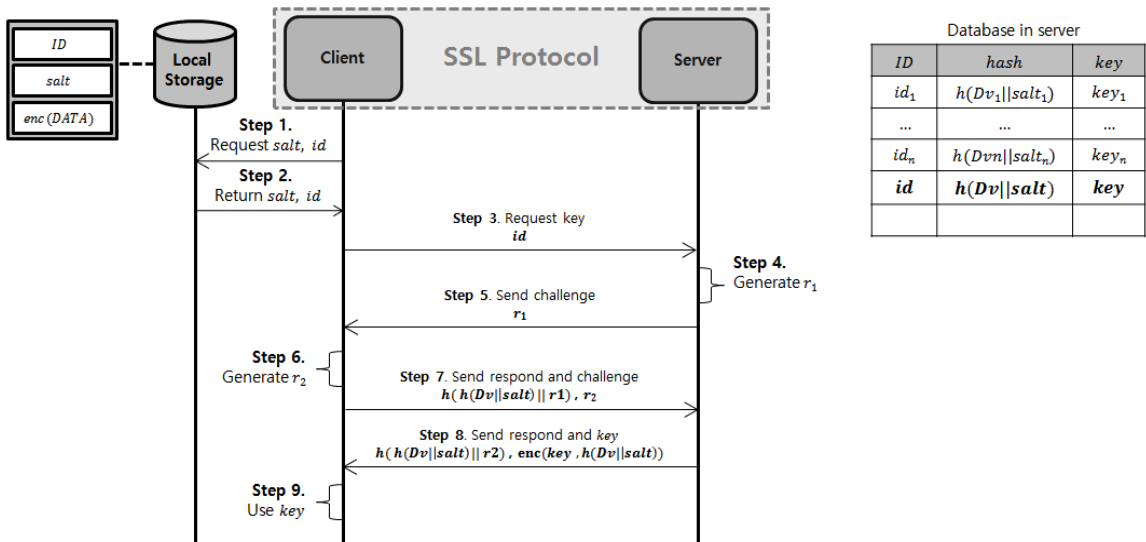 ID
salt
enc(DATA)
Local
Storage
Client
SSL Protocol
Server
Step 1.
Request salt, id
Step 2.
Return salt, id
Step 3. Request key
id
Step 4.
Generate r₁
Step 5. Send challenge
r₁
Step 6.
Generate r₂
Step 7. Send respond and challenge
h( h(Dv||salt) || r1) , r₂
Step 8. Send respond and key
h( h(Dv||salt)|| r2) , enc(key , h(Dv||salt))
Step 9.
Use key
Database in server
ID hash key
id₁ h(Dv₁||salt₁) key₁
... ... ...
idₙ h(Dvn||saltₙ) keyₙ
id h(Dv||salt) key